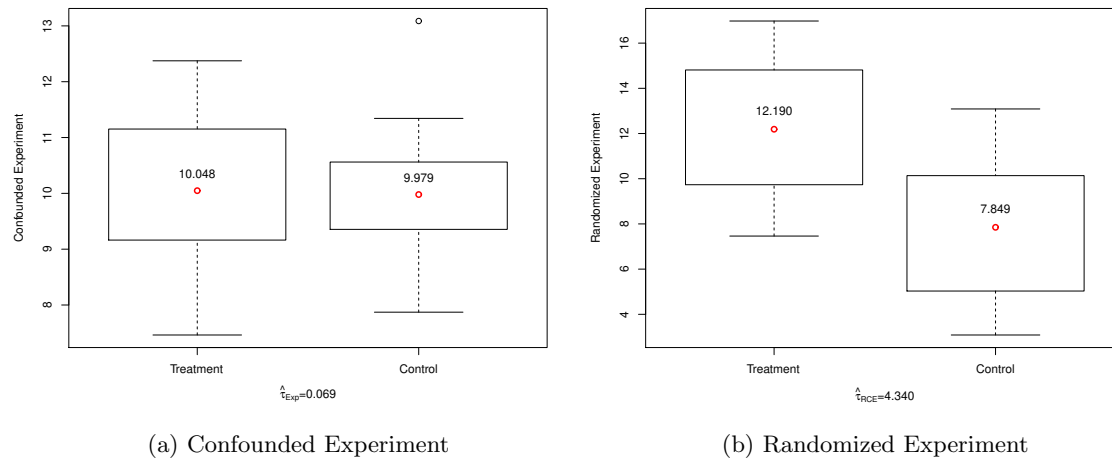 Confounded Experiment
13
12
11
10
9
8
10.048
9.979
Treatment
Control
τ̂Exp=0.069
(a) Confounded Experiment
Randomized Experiment
16
14
12
10
8
6
4
12.190
7.849
Treatment
Control
τ̂RCE=4.340
(b) Randomized Experiment